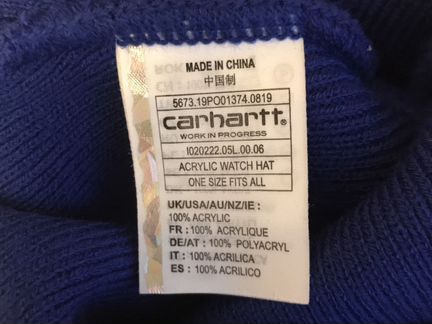 MADE IN CHINA
中国制
5673.19PO01374.0819
carhartt®
WORK IN PROGRESS
I020222.05L.00.06
ACRYLIC WATCH HAT
ONE SIZE FITS ALL
UK/USA/AU/NZ/IE :
100% ACRYLIC
FR : 100% ACRYLIQUE
DE/AT : 100% POLYACRYL
IT : 100% ACRILICA
ES : 100% ACRILICO